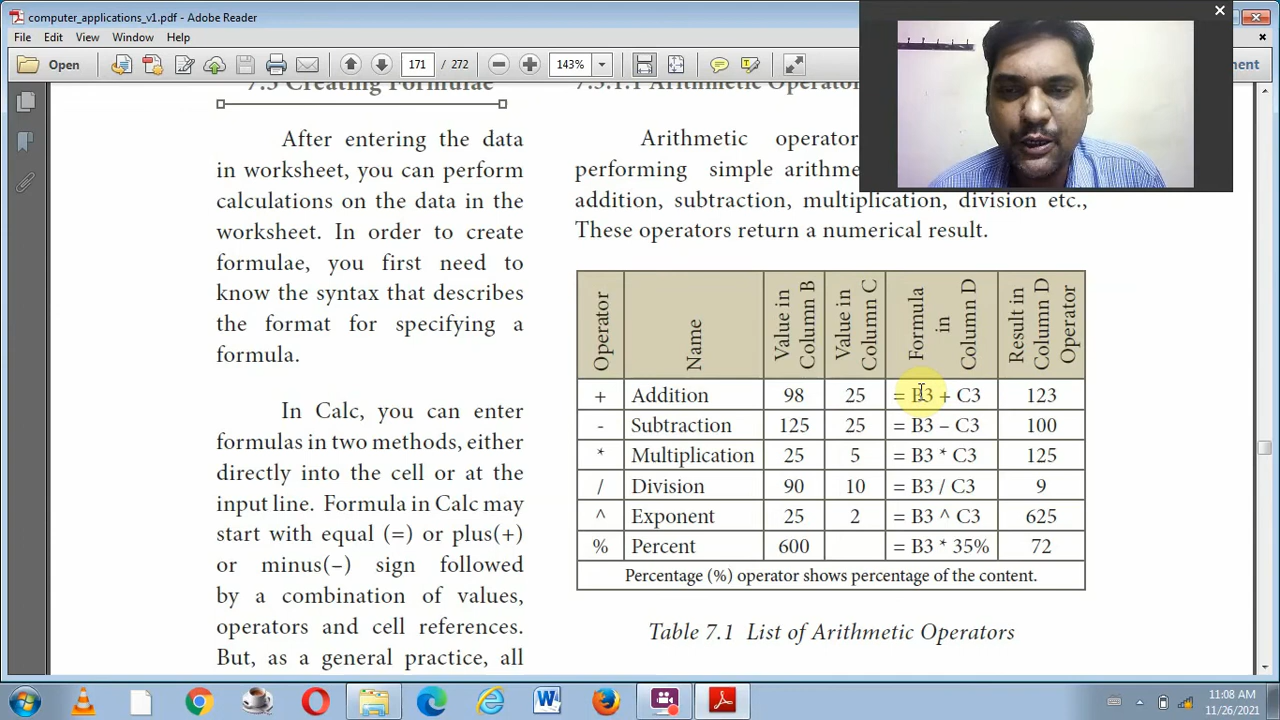 computer_applications_v1.pdf - Adobe Reader
File Edit View Window Help
Open 171 / 272 143%
7.3 Creating Formulae
After entering the data
in worksheet, you can perform
calculations on the data in the
worksheet. In order to create
formulae, you first need to
know the syntax that describes
the format for specifying a
formula.
In Calc, you can enter
formulas in two methods, either
directly into the cell or at the
input line. Formula in Calc may
start with equal (=) or plus(+)
or minus(–) sign followed
by a combination of values,
operators and cell references.
But, as a general practice, all
7.3.1.1 Arithmetic Operator
Arithmetic operator
performing simple arithme
addition, subtraction, multiplication, division etc.,
These operators return a numerical result.
Operator Name Value in Column B Value in Column C Formula in Column D Result in Column D Operator
+ Addition 98 25 = B3 + C3 123
- Subtraction 125 25 = B3 – C3 100
* Multiplication 25 5 = B3 * C3 125
/ Division 90 10 = B3 / C3 9
^ Exponent 25 2 = B3 ^ C3 625
% Percent 600 = B3 * 35% 72
Percentage (%) operator shows percentage of the content.
Table 7.1 List of Arithmetic Operators
ment
11:08 AM
11/26/2021